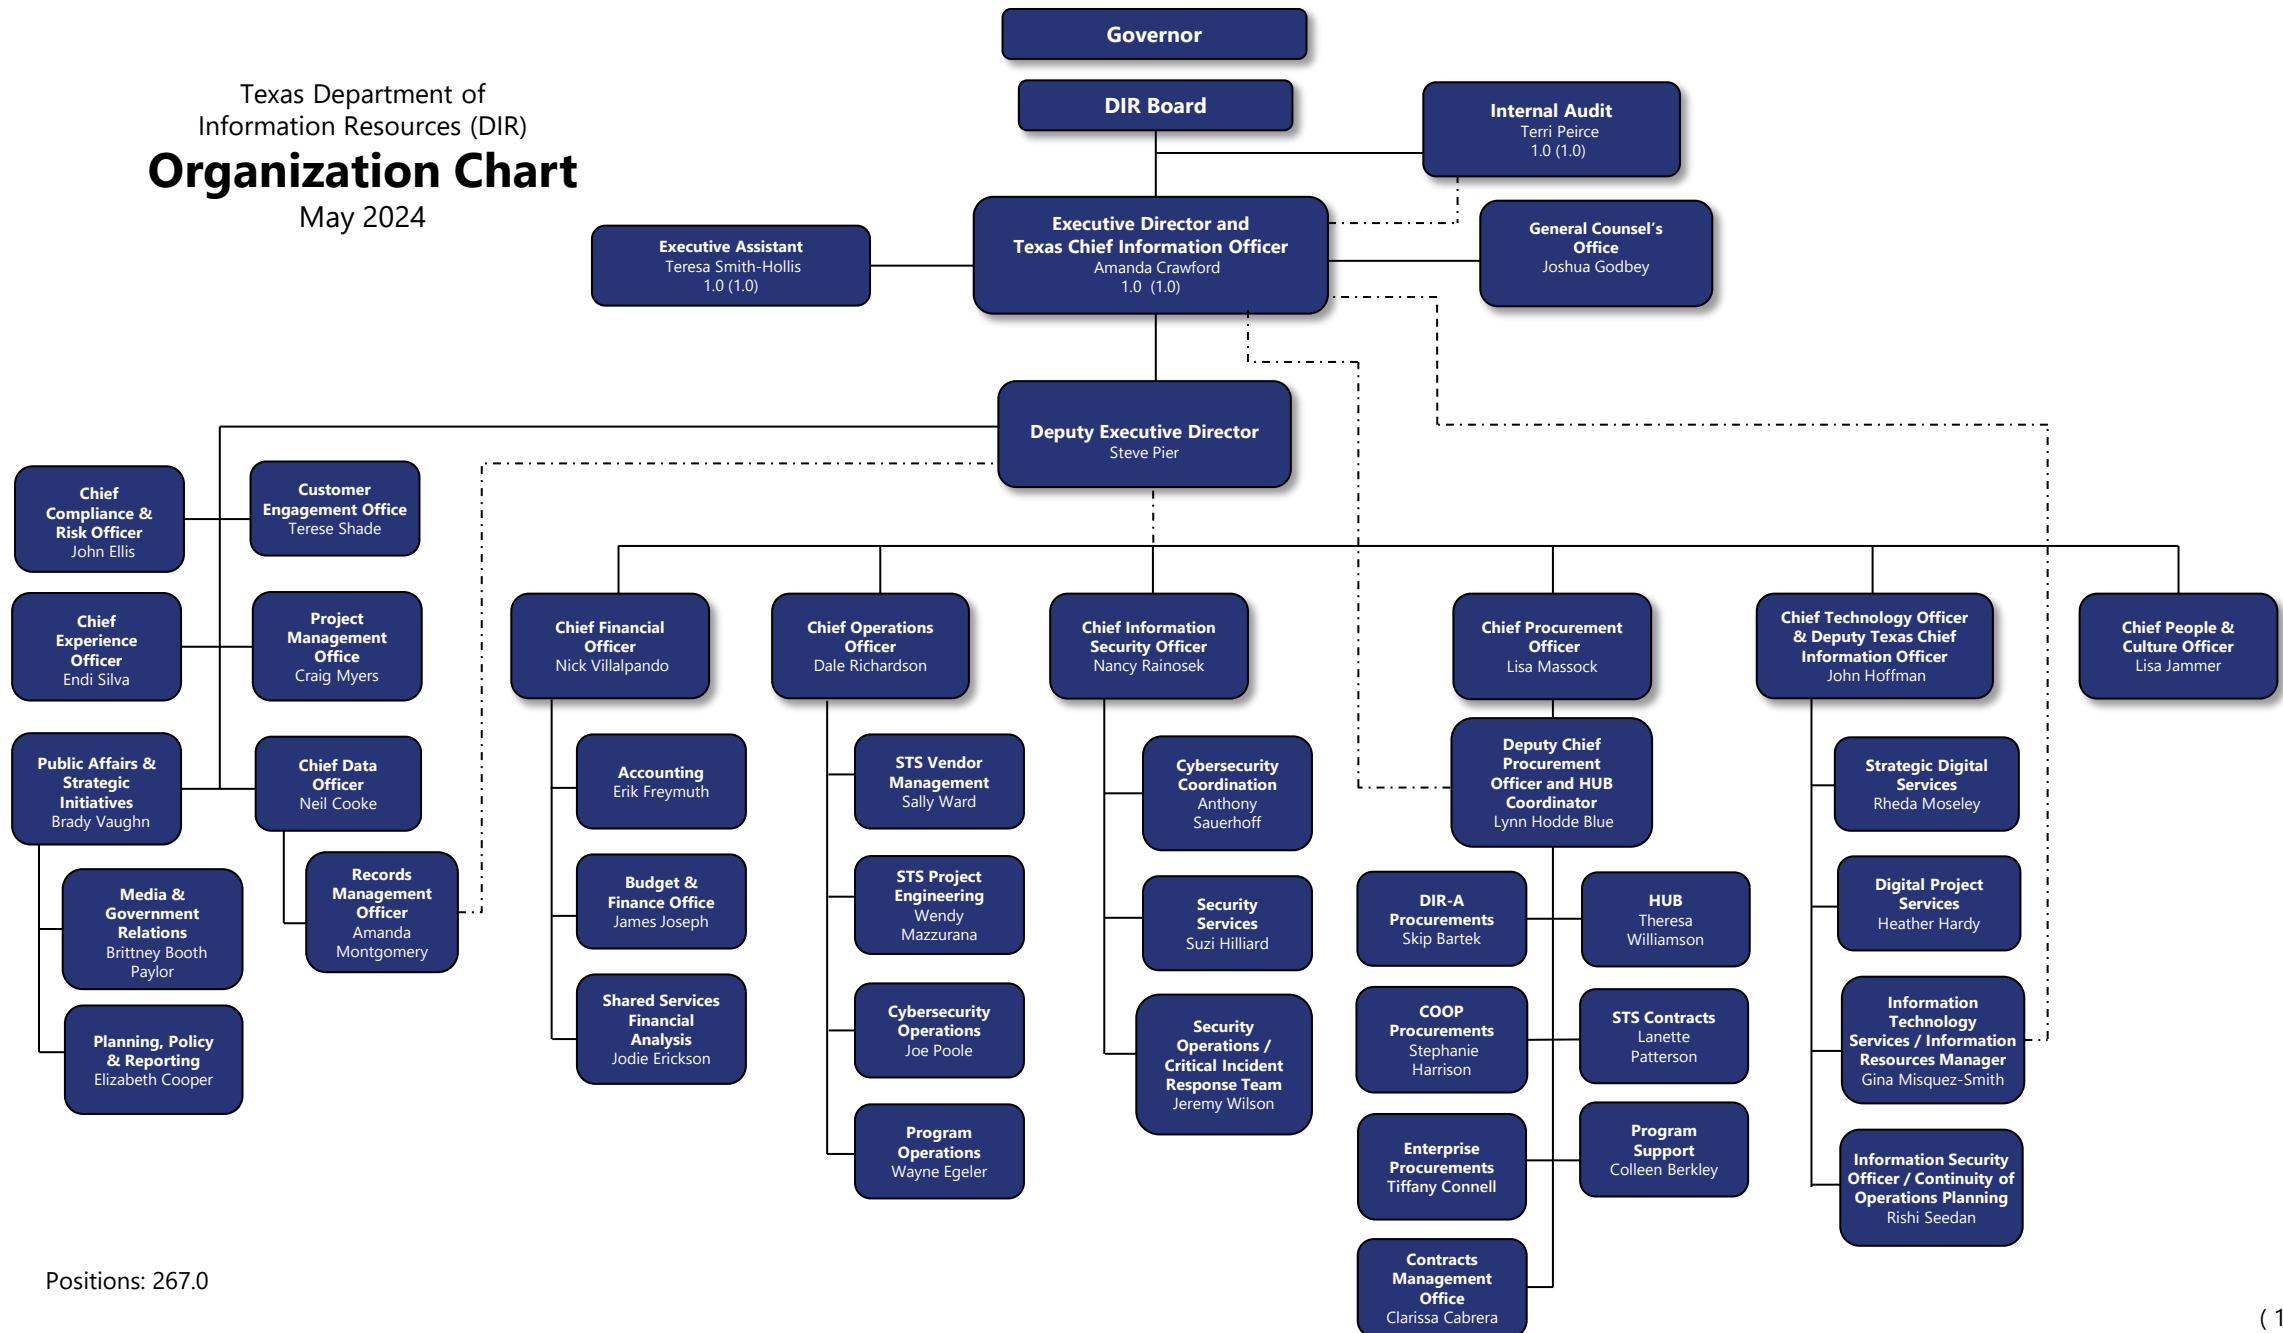 Governor
Texas Department of
Information Resources (DIR)
Organization Chart
May 2024
DIR Board
Internal Audit
Terri Peirce
1.0 (1.0)
Executive Director and
Texas Chief Information Officer
Amanda Crawford
1.0 (1.0)
Executive Assistant
Teresa Smith-Hollis
1.0 (1.0)
General Counsel’s
Office
Joshua Godbey
Deputy Executive Director
Steve Pier
Chief
Compliance &
Risk Officer
John Ellis
Customer
Engagement Office
Terese Shade
Chief
Experience
Officer
Endi Silva
Project
Management
Office
Craig Myers
Public Affairs &
Strategic
Initiatives
Brady Vaughn
Chief Data
Officer
Neil Cooke
Media &
Government
Relations
Brittney Booth
Paylor
Records
Management
Officer
Amanda
Montgomery
Planning, Policy
& Reporting
Elizabeth Cooper
Chief Financial
Officer
Nick Villalpando
Accounting
Erik Freymuth
Budget &
Finance Office
James Joseph
Shared Services
Financial
Analysis
Jodie Erickson
Chief Operations
Officer
Dale Richardson
STS Vendor
Management
Sally Ward
STS Project
Engineering
Wendy
Mazzurana
Cybersecurity
Operations
Joe Poole
Program
Operations
Wayne Egeler
Chief Information
Security Officer
Nancy Rainosek
Cybersecurity
Coordination
Anthony
Sauerhoff
Security
Services
Suzi Hilliard
Security
Operations /
Critical Incident
Response Team
Jeremy Wilson
Chief Procurement
Officer
Lisa Massock
Deputy Chief
Procurement
Officer and HUB
Coordinator
Lynn Hodde Blue
DIR-A
Procurements
Skip Bartek
HUB
Theresa
Williamson
COOP
Procurements
Stephanie
Harrison
STS Contracts
Lanette
Patterson
Enterprise
Procurements
Tiffany Connell
Program
Support
Colleen Berkley
Contracts
Management
Office
Clarissa Cabrera
Chief Technology Officer
& Deputy Texas Chief
Information Officer
John Hoffman
Strategic Digital
Services
Rheda Moseley
Digital Project
Services
Heather Hardy
Information
Technology
Services / Information
Resources Manager
Gina Misquez-Smith
Information Security
Officer / Continuity of
Operations Planning
Rishi Seedan
Chief People &
Culture Officer
Lisa Jammer
Positions: 267.0
( 1